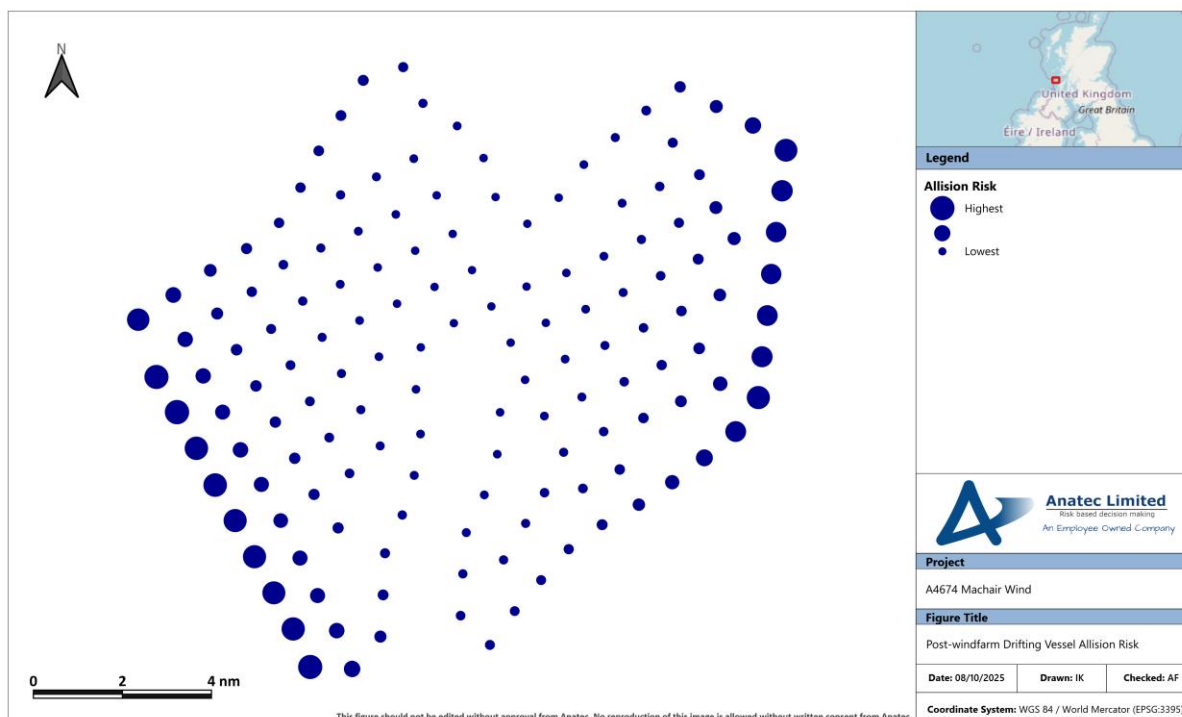 N
0 2 4 nm
This figure should not be edited without approval from Anatec. No reproduction of this image is allowed without written consent from Anatec.
United Kingdom
Great Britain
Éire / Ireland
Legend
Allision Risk
Highest
Lowest
Anatec Limited
Risk based decision making
An Employee Owned Company
Project
A4674 Machair Wind
Figure Title
Post-windfarm Drifting Vessel Allision Risk
Date: 08/10/2025 Drawn: IK Checked: AF
Coordinate System: WGS 84 / World Mercator (EPSG:3395)